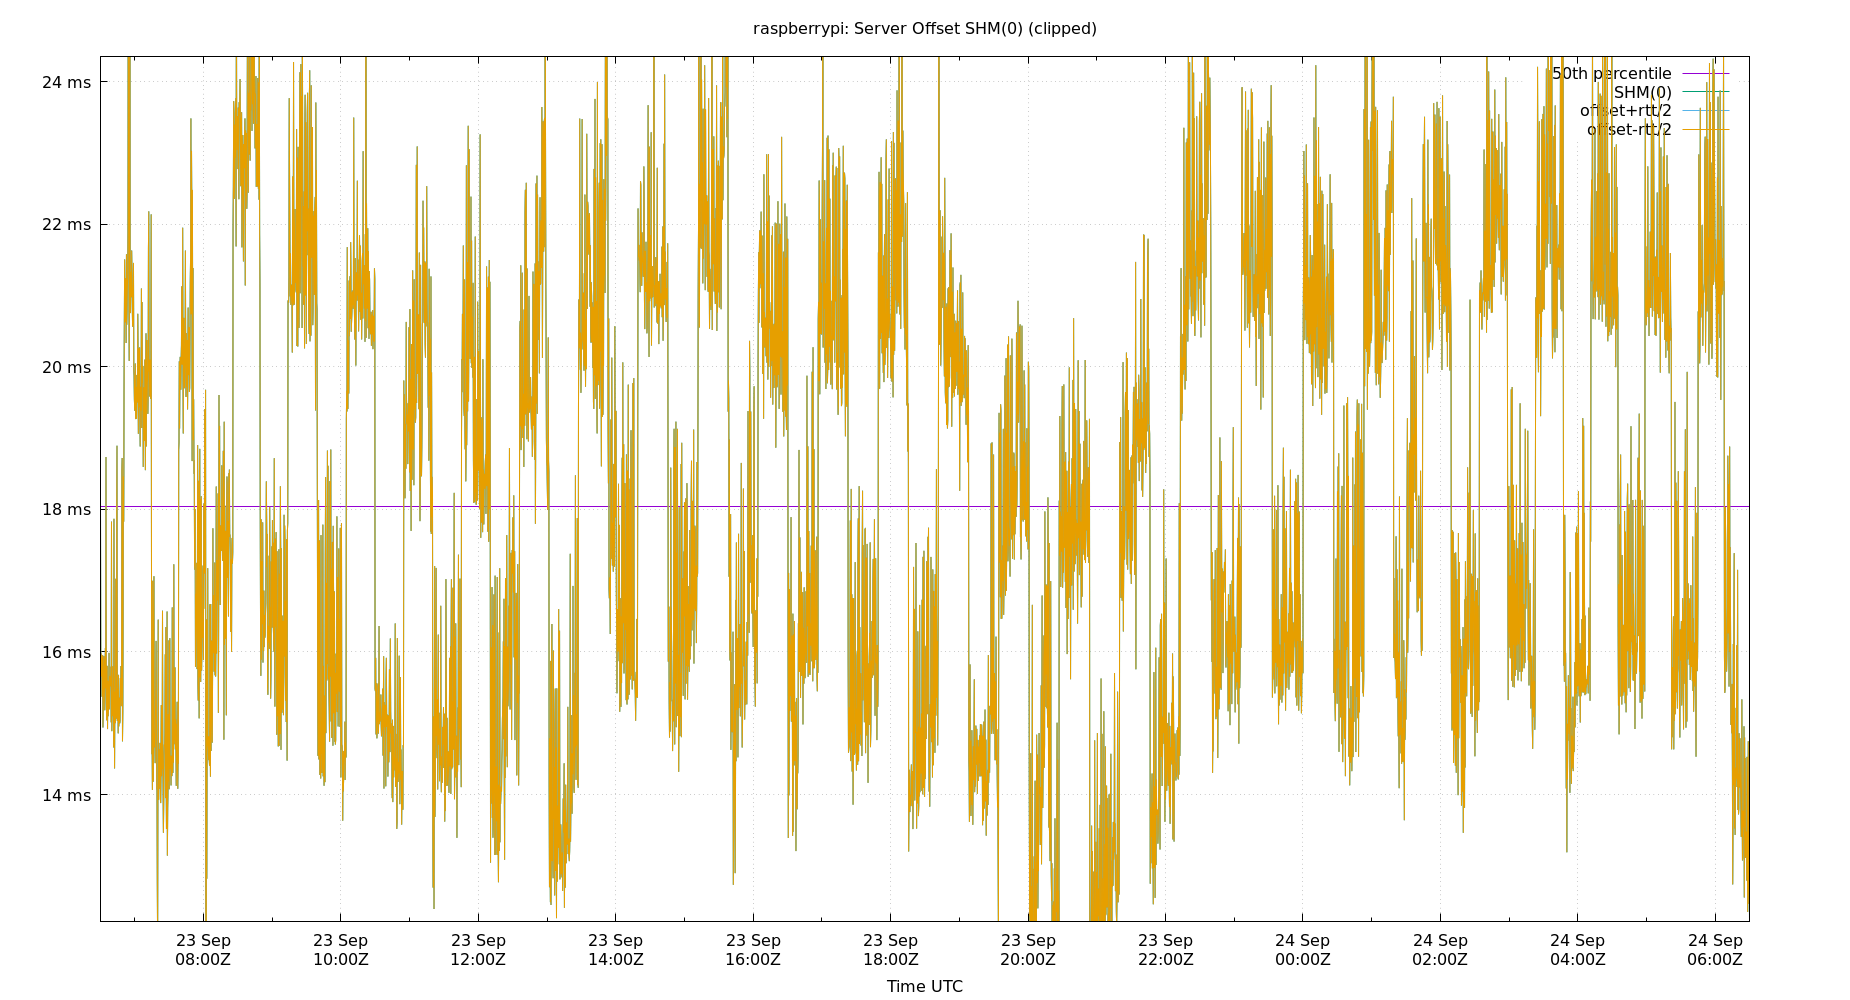 raspberrypi: Server Offset SHM(0) (clipped)
50th percentile
SHM(0)
offset+rtt/2
offset-rtt/2
24 ms
22 ms
20 ms
18 ms
16 ms
14 ms
23 Sep 23 Sep 23 Sep 23 Sep 23 Sep 23 Sep 23 Sep 23 Sep 24 Sep 24 Sep 24 Sep 24 Sep
08:00Z 10:00Z 12:00Z 14:00Z 16:00Z 18:00Z 20:00Z 22:00Z 00:00Z 02:00Z 04:00Z 06:00Z
Time UTC